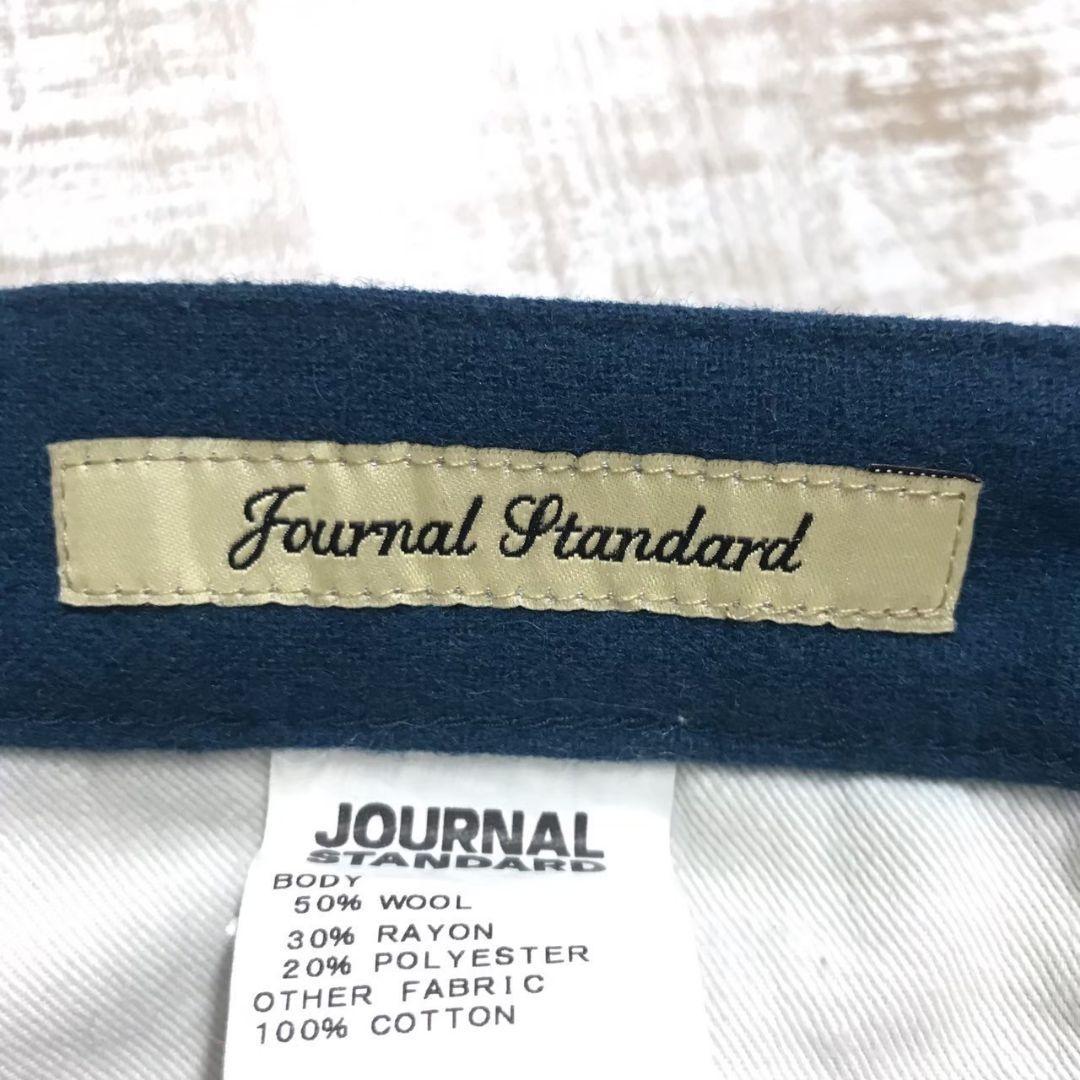 Journal Standard
JOURNAL
STANDARD
BODY
50% WOOL
30% RAYON
20% POLYESTER
OTHER FABRIC
100% COTTON